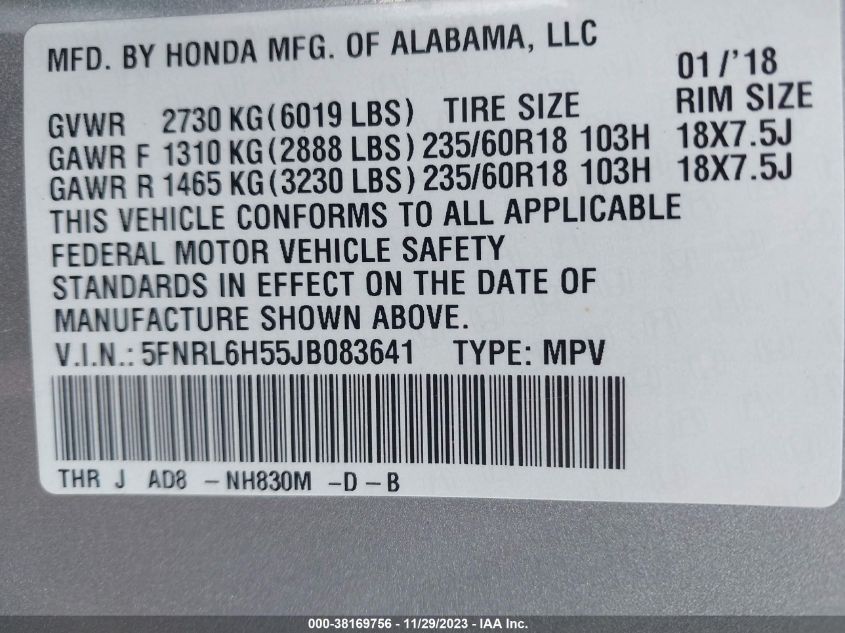 MFD. BY HONDA MFG. OF ALABAMA, LLC
01/'18
GVWR 2730 KG (6019 LBS) TIRE SIZE RIM SIZE
GAWR F 1310 KG (2888 LBS) 235/60R18 103H 18X7.5J
GAWR R 1465 KG (3230 LBS) 235/60R18 103H 18X7.5J
THIS VEHICLE CONFORMS TO ALL APPLICABLE
FEDERAL MOTOR VEHICLE SAFETY
STANDARDS IN EFFECT ON THE DATE OF
MANUFACTURE SHOWN ABOVE.
V.I.N.: 5FNRL6H55JB083641 TYPE: MPV
THR J AD8 - NH830M - D - B
000-38169756 - 11/29/2023 - IAA Inc.